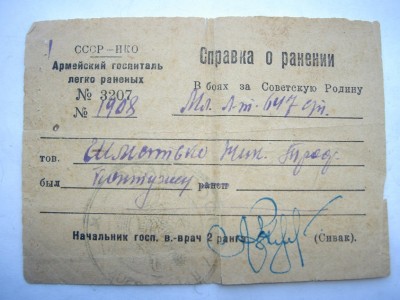 СССР—НКО
Армейский госпиталь
легко раненых
№ 3207
№ 1908
Справка о ранении
В боях за Советскую Родину
Мл. Лт. 647 сп.
тов.
был контужен ранен
Начальник госп. в.-врач 2 ранга (Сивак).